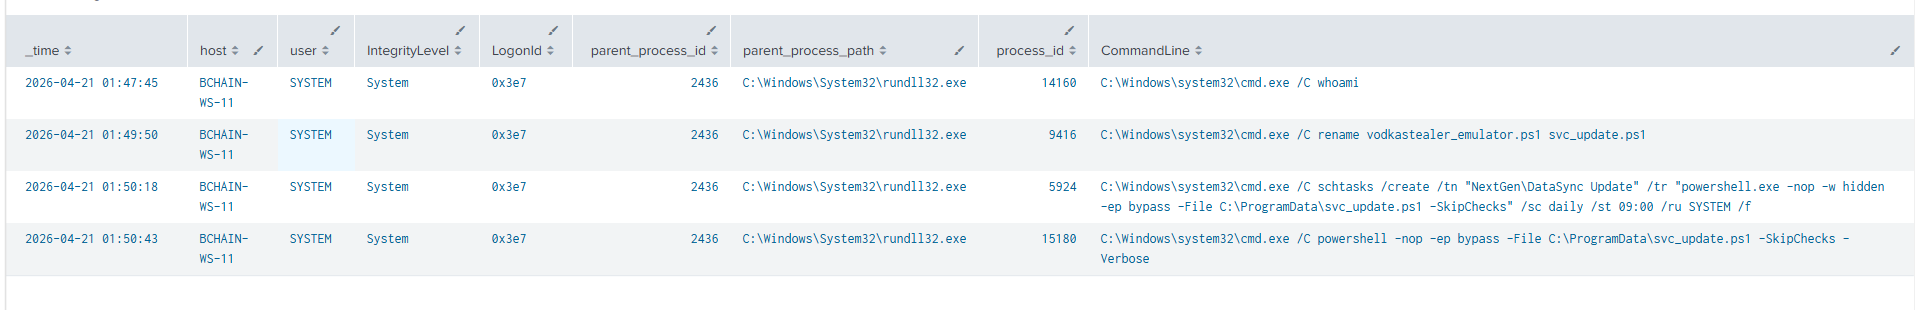 _time host user IntegrityLevel LogonId parent_process_id parent_process_path process_id CommandLine
2026-04-21 01:47:45 BCHAIN- SYSTEM System 0x3e7 2436 C:\Windows\System32\rundll32.exe 14160 C:\Windows\system32\cmd.exe /C whoami
WS-11
2026-04-21 01:49:50 BCHAIN- SYSTEM System 0x3e7 2436 C:\Windows\System32\rundll32.exe 9416 C:\Windows\system32\cmd.exe /C rename vodkastealer_emulator.ps1 svc_update.ps1
WS-11
2026-04-21 01:50:18 BCHAIN- SYSTEM System 0x3e7 2436 C:\Windows\System32\rundll32.exe 5924 C:\Windows\system32\cmd.exe /C schtasks /create /tn "NextGen\DataSync Update" /tr "powershell.exe -nop -w hidden
WS-11 -ep bypass -File C:\ProgramData\svc_update.ps1 -SkipChecks" /sc daily /st 09:00 /ru SYSTEM /f
2026-04-21 01:50:43 BCHAIN- SYSTEM System 0x3e7 2436 C:\Windows\System32\rundll32.exe 15180 C:\Windows\system32\cmd.exe /C powershell -nop -ep bypass -File C:\ProgramData\svc_update.ps1 -SkipChecks -
WS-11 Verbose